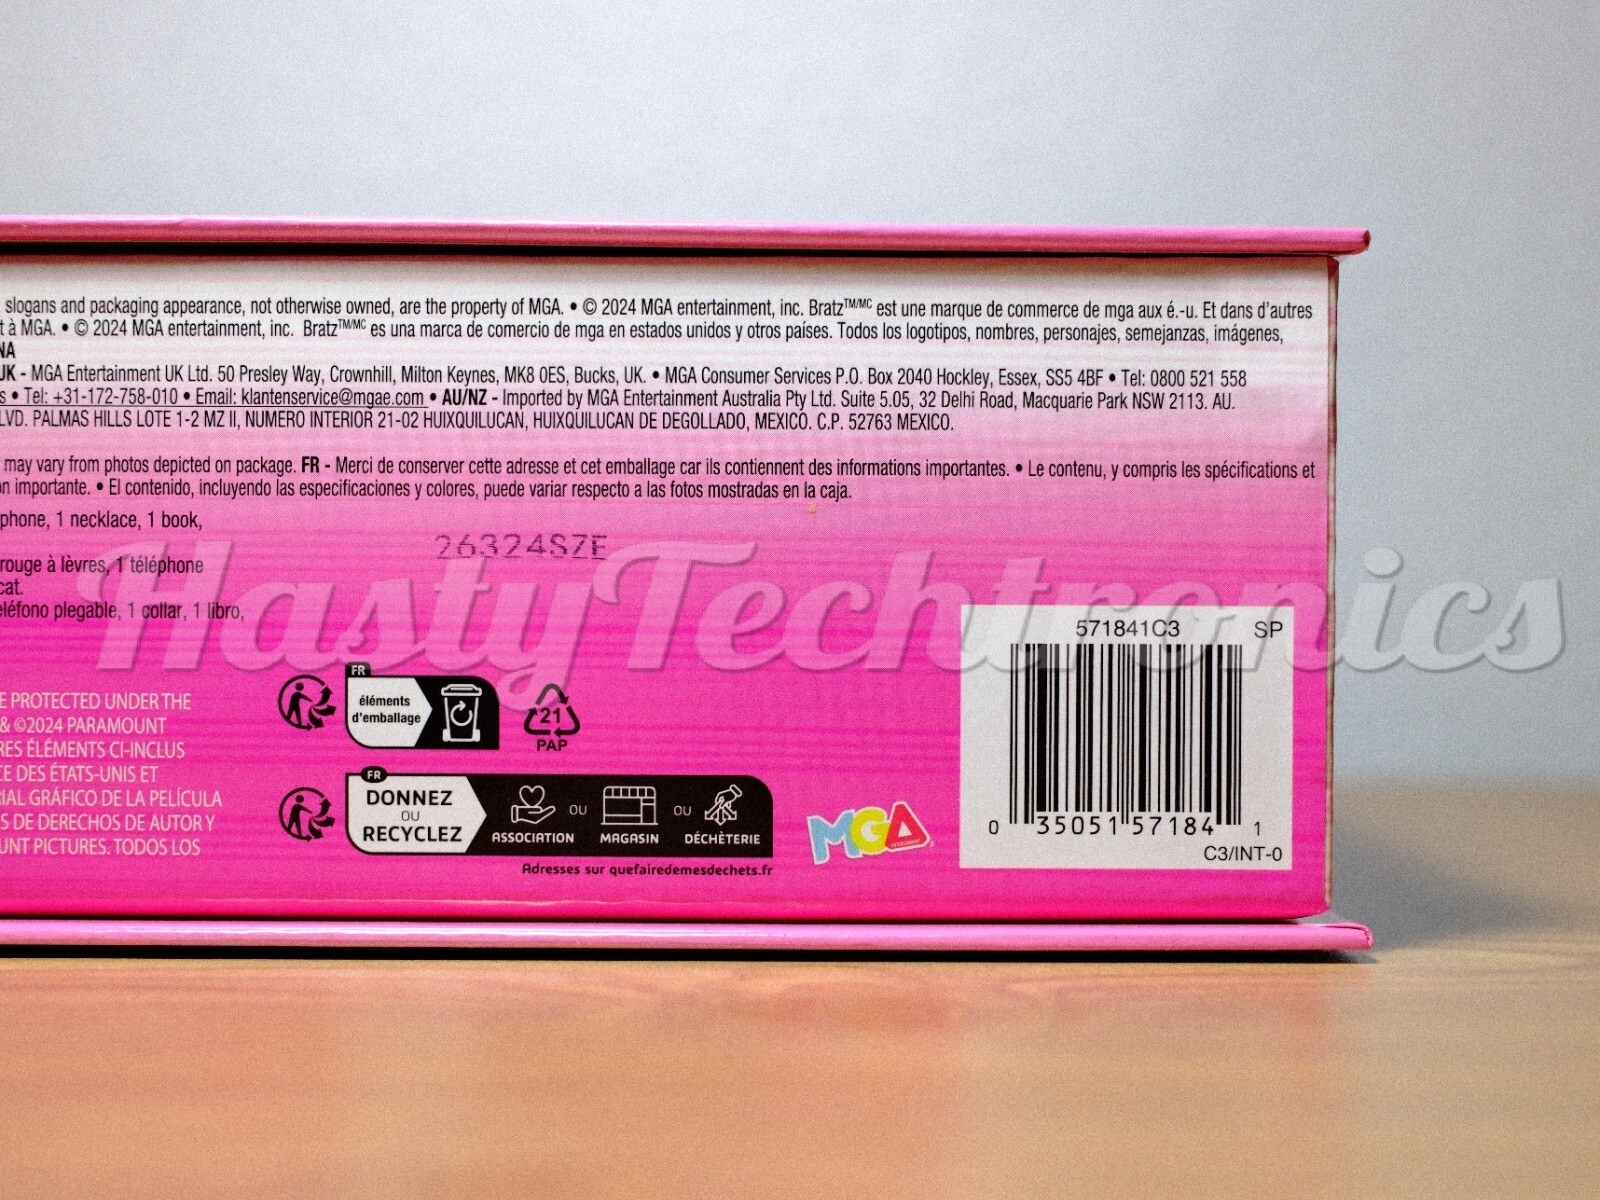 slogans and packaging appearance, not otherwise owned, are the property of MGA. • © 2024 MGA entertainment, inc. Bratz™/MC est une marque de commerce de mga aux é.-u. Et dans d'autres
t à MGA. • © 2024 MGA entertainment, inc. Bratz™/MC es una marca de comercio de mga en estados unidos y otros países. Todos los logotipos, nombres, personajes, semejanzas, imágenes,
NA
UK - MGA Entertainment UK Ltd. 50 Presley Way, Crownhill, Milton Keynes, MK8 0ES, Bucks, UK. • MGA Consumer Services P.O. Box 2040 Hockley, Essex, SS5 4BF • Tel: 0800 521 558
s • Tel: +31-172-758-010 • Email: klantenservice@mgae.com • AU/NZ - Imported by MGA Entertainment Australia Pty Ltd. Suite 5.05, 32 Delhi Road, Macquarie Park NSW 2113. AU.
LVD. PALMAS HILLS LOTE 1-2 MZ II, NUMERO INTERIOR 21-02 HUIXQUILUCAN, HUIXQUILUCAN DE DEGOLLADO, MEXICO. C.P. 52763 MEXICO.
may vary from photos depicted on package. FR - Merci de conserver cette adresse et cet emballage car ils contiennent des informations importantes. • Le contenu, y compris les spécifications et
on importante. • El contenido, incluyendo las especificaciones y colores, puede variar respecto a las fotos mostradas en la caja.
phone, 1 necklace, 1 book,
26324SZE
rouge à lèvres, 1 téléphone
cat.
eléfono plegable, 1 collar, 1 libro,
HastyTechtronics
E PROTECTED UNDER THE
& ©2024 PARAMOUNT
RES ÉLÉMENTS CI-INCLUS
CE DES ÉTATS-UNIS ET
RIAL GRÁFICO DE LA PELÍCULA
S DE DERECHOS DE AUTOR Y
UNT PICTURES. TODOS LOS
FR
éléments
d'emballage
21
PAP
FR
DONNEZ
OU
RECYCLEZ
ASSOCIATION
OU
MAGASIN
OU
DÉCHÈTERIE
Adresses sur quefairedemesdechets.fr
MGA
571841C3 SP
0 35051 57184 1
C3/INT-0